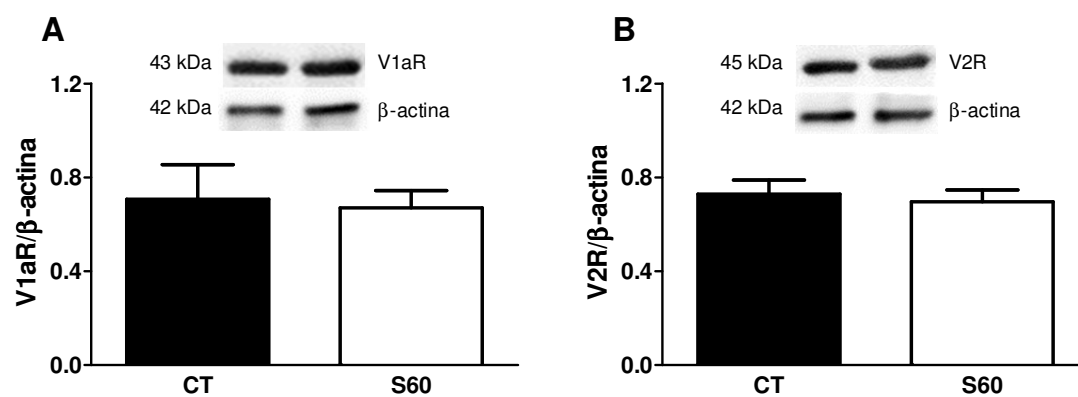 A
43 kDa V1aR
42 kDa β-actina
1.2
0.8
0.4
0.0
V1aR/β-actina
CT S60
B
45 kDa V2R
42 kDa β-actina
1.2
0.8
0.4
0.0
V2R/β-actina
CT S60